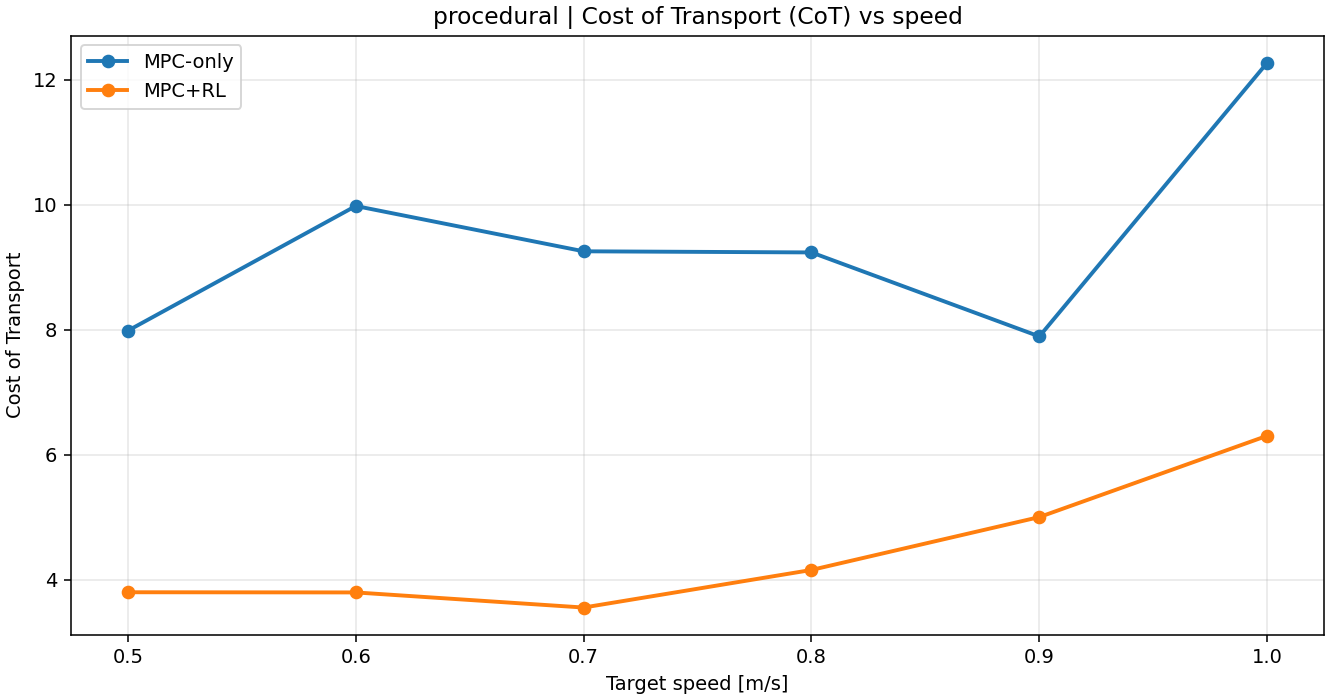 procedural | Cost of Transport (CoT) vs speed
MPC-only
MPC+RL
Cost of Transport
12
10
8
6
4
0.5 0.6 0.7 0.8 0.9 1.0
Target speed [m/s]